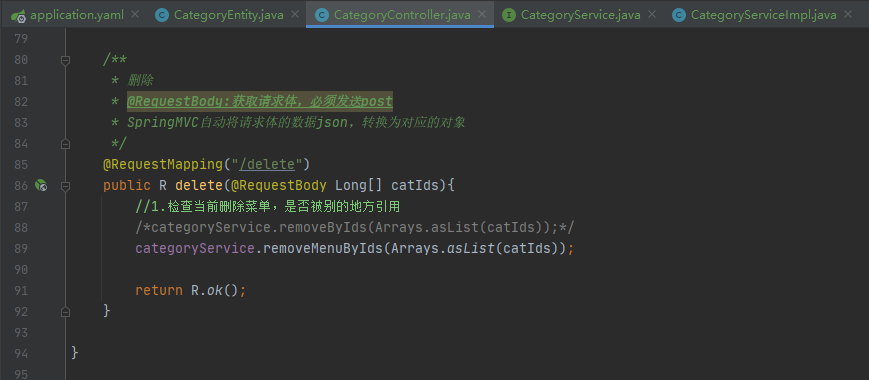 application.yaml × CategoryEntity.java × CategoryController.java × CategoryService.java × CategoryServiceImpl.java ×
79
80 /**
81 * 删除
82 * @RequestBody:获取请求体，必须发送post
83 * SpringMVC自动将请求体的数据json，转换为对应的对象
84 */
85 @RequestMapping("/delete")
86 public R delete(@RequestBody Long[] catIds){
87 //1.检查当前删除菜单，是否被别的地方引用
88 /*categoryService.removeByIds(Arrays.asList(catIds));*/
89 categoryService.removeMenuByIds(Arrays.asList(catIds));
90
91 return R.ok();
92 }
93
94 }
95